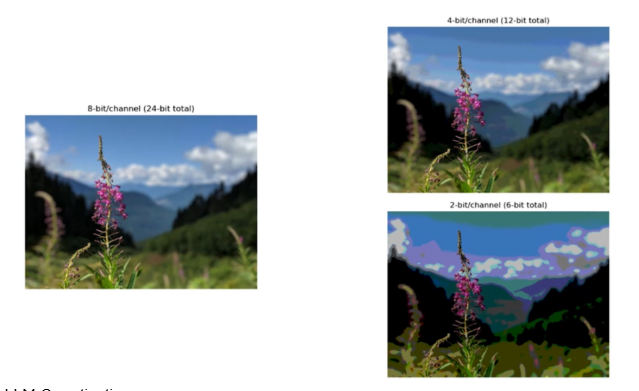 4-bit/channel (12-bit total)
8-bit/channel (24-bit total)
2-bit/channel (6-bit total)